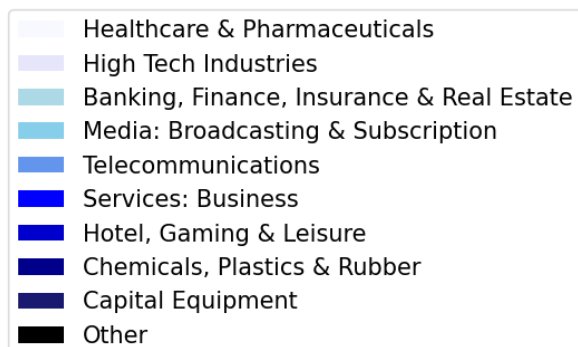 Healthcare & Pharmaceuticals
High Tech Industries
Banking, Finance, Insurance & Real Estate
Media: Broadcasting & Subscription
Telecommunications
Services: Business
Hotel, Gaming & Leisure
Chemicals, Plastics & Rubber
Capital Equipment
Other